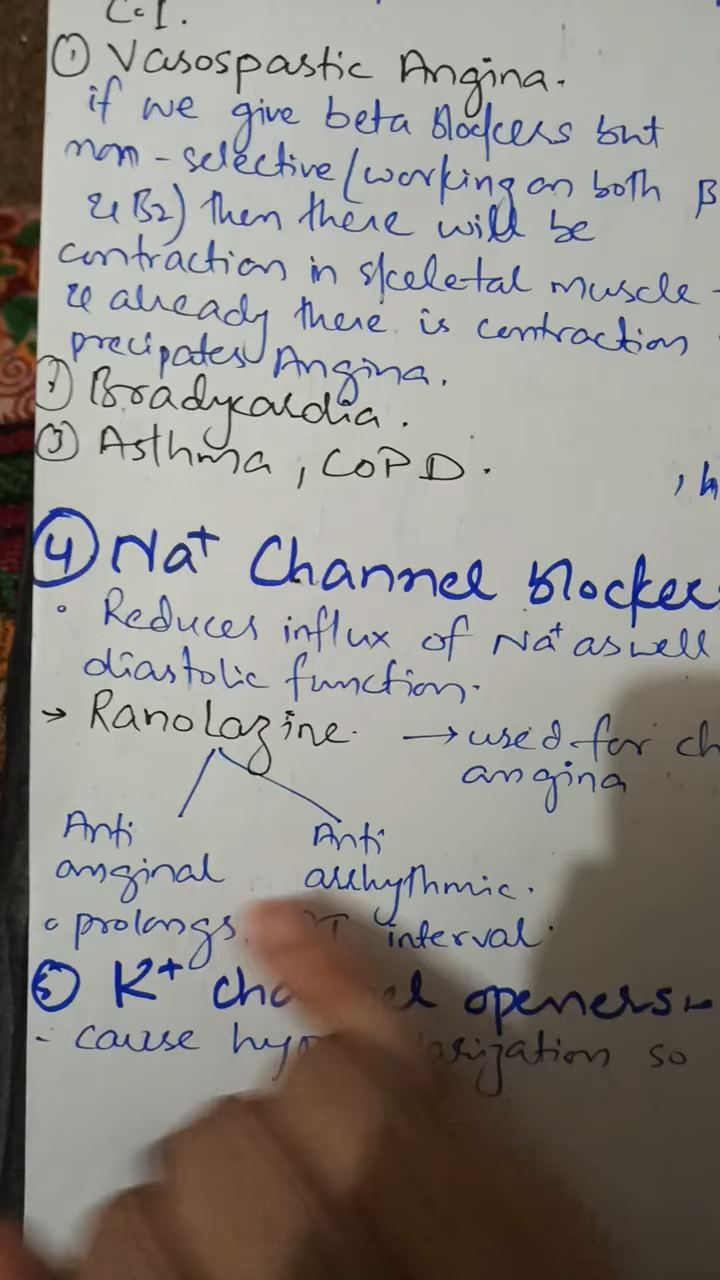 C.I.
① Vasospastic Angina.
if we give beta blockers but
non-selective (working on both β
& B2) then there will be
contraction in skeletal muscle
& already there is contraction
precipates Angina.
② Bradycardia.
③ Asthma, COPD.
④ Na⁺ Channel Blocker
• Reduces influx of Na⁺ as well
diastolic function.
→ Ranolazine. → used for ch
angina
Anti Anti
anginal arrhythmic.
prolongs interval.
⑤ K⁺ openers
- cause so